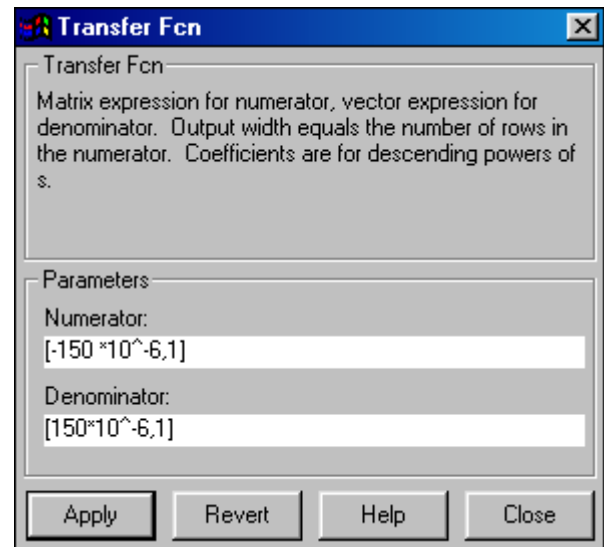 Transfer Fcn
Transfer Fcn
Matrix expression for numerator, vector expression for
denominator.  Output width equals the number of rows in
the numerator.  Coefficients are for descending powers of
s.
Parameters
Numerator:
[-150 *10^-6,1]
Denominator:
[150*10^-6,1]
Apply Revert Help Close